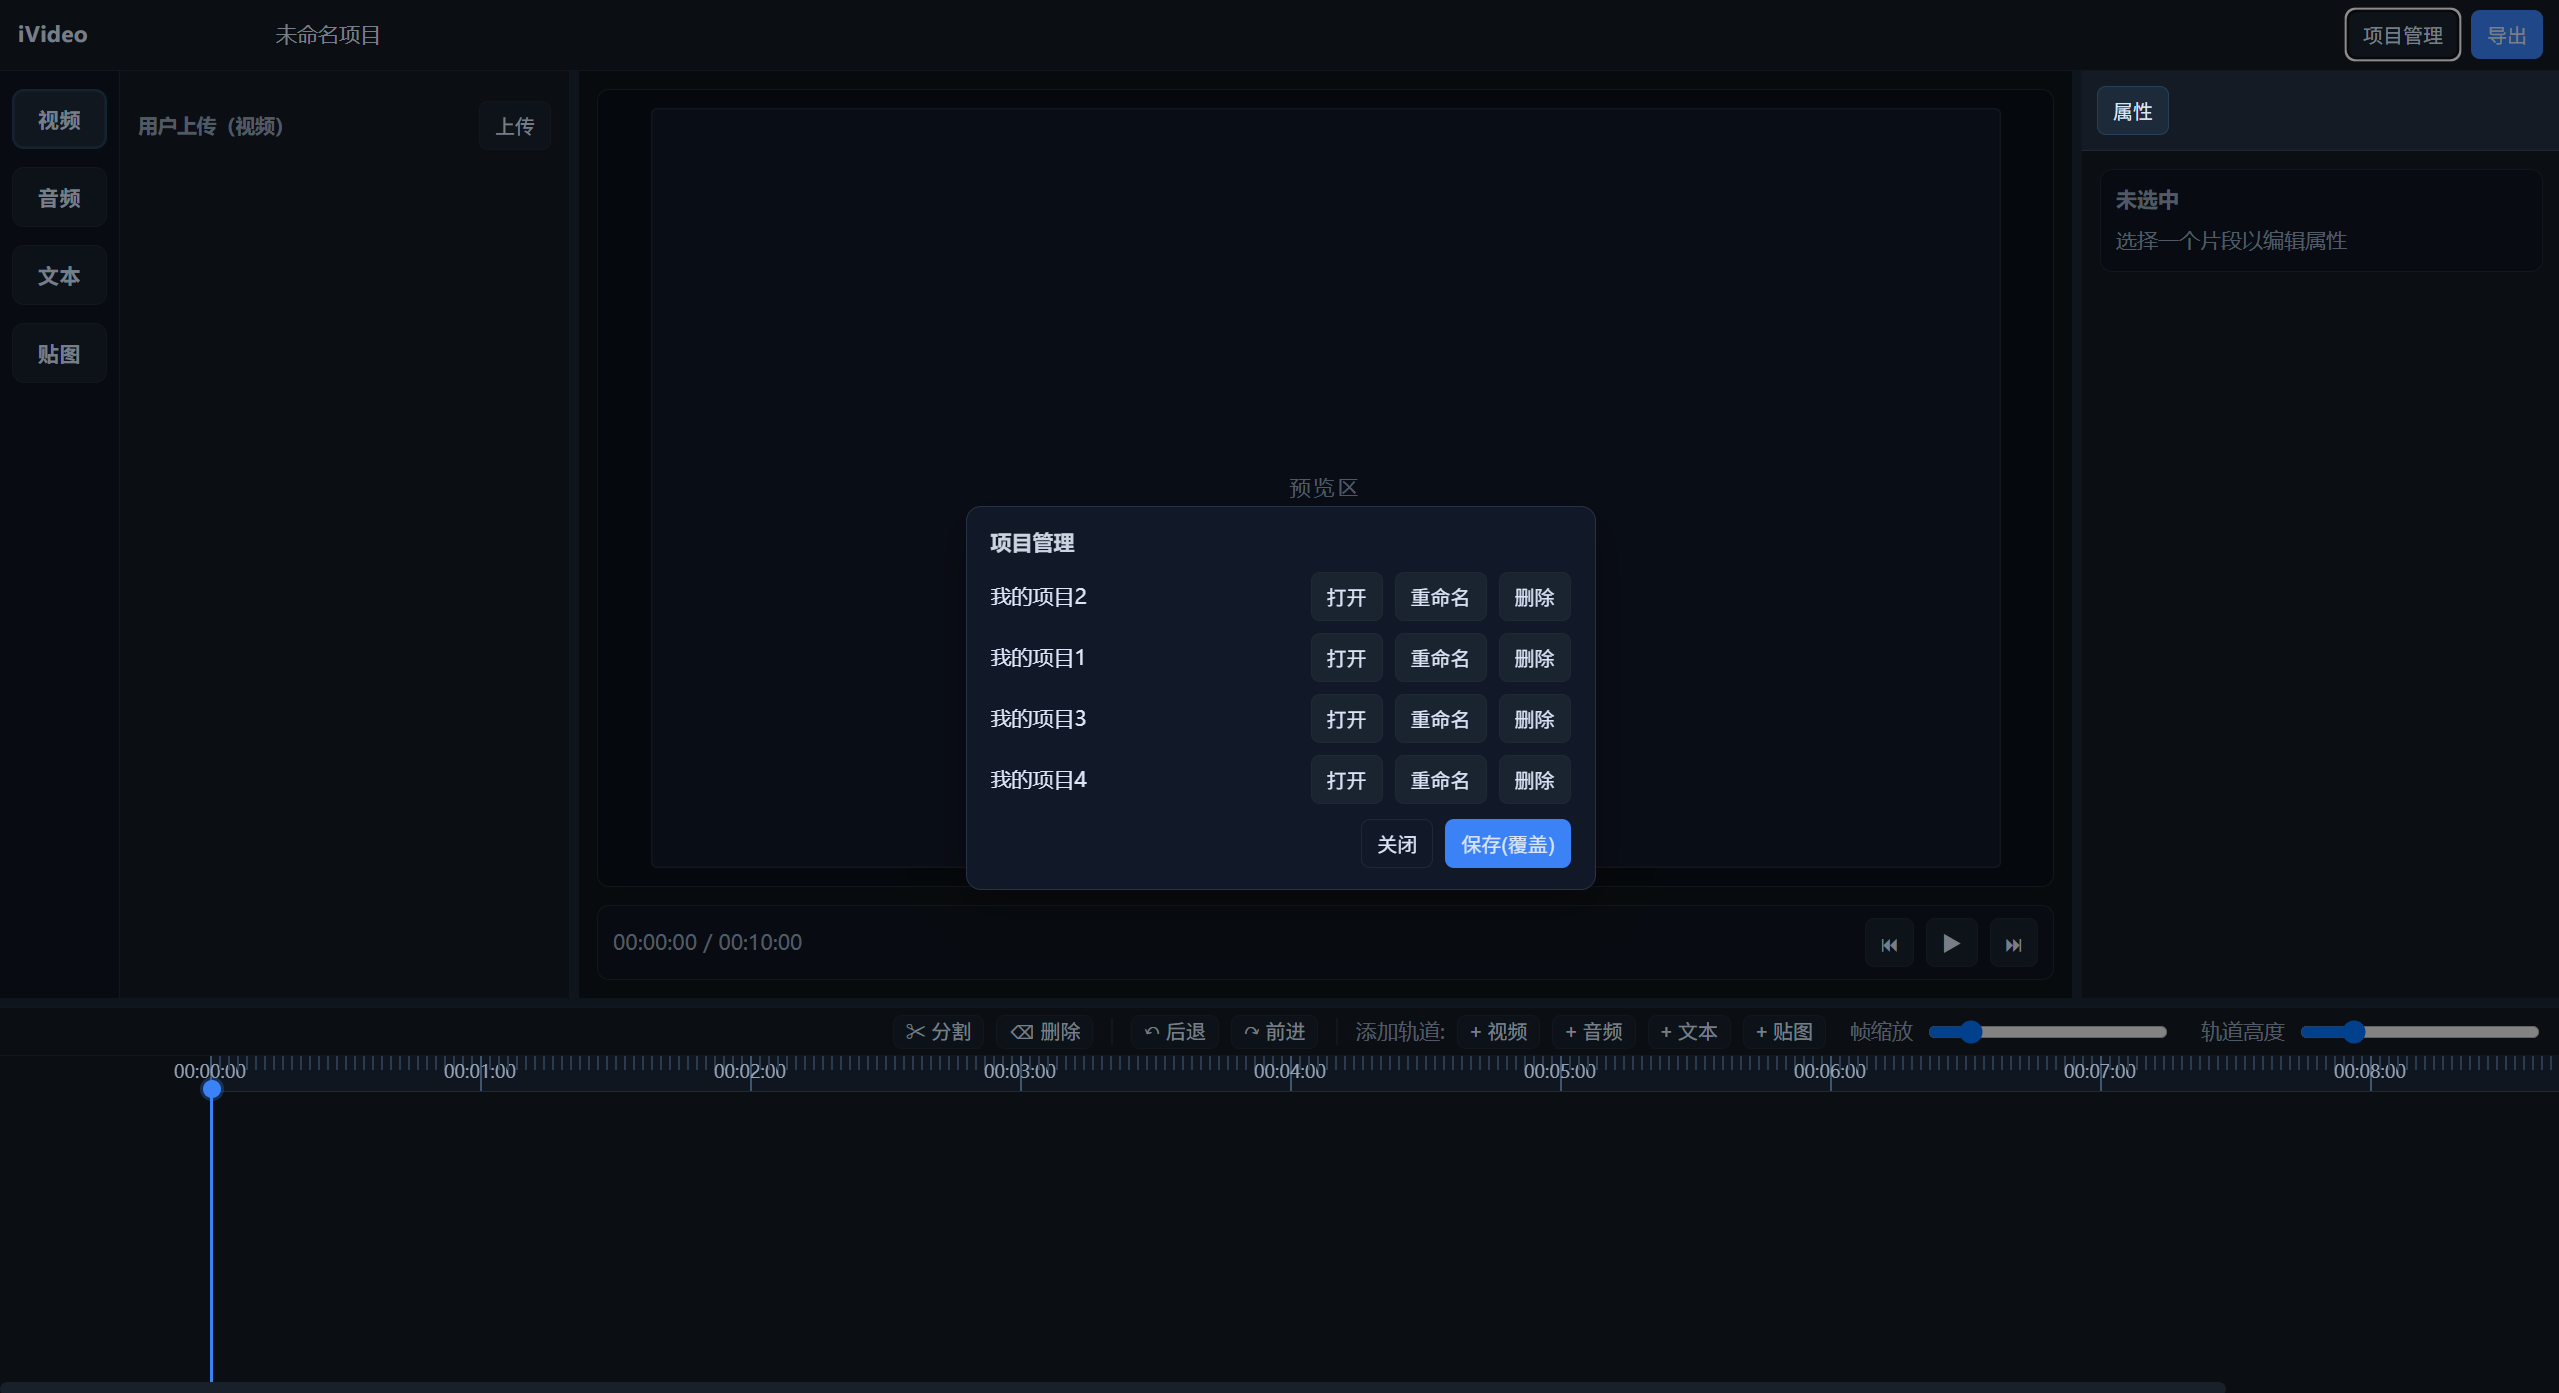 iVideo 未命名项目 项目管理 导出
视频
音频
文本
贴图
用户上传（视频） 上传
预览区
属性
未选中
选择一个片段以编辑属性
项目管理
我的项目2 打开 重命名 删除
我的项目1 打开 重命名 删除
我的项目3 打开 重命名 删除
我的项目4 打开 重命名 删除
关闭 保存(覆盖)
00:00:00 / 00:10:00
分割 删除 后退 前进 添加轨道: + 视频 + 音频 + 文本 + 贴图 帧缩放 轨道高度
00:00:00 00:01:00 00:02:00 00:03:00 00:04:00 00:05:00 00:06:00 00:07:00 00:08:00